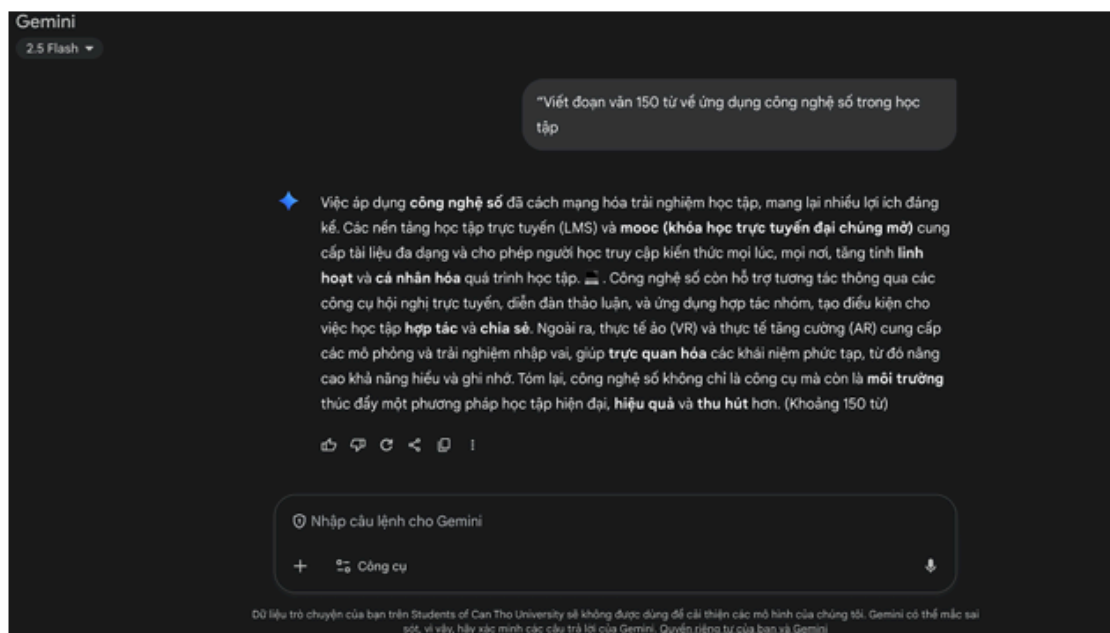 Gemini
2.5 Flash
"Viết đoạn văn 150 từ về ứng dụng công nghệ số trong học
tập
Việc áp dụng công nghệ số đã cách mạng hóa trải nghiệm học tập, mang lại nhiều lợi ích đáng
kể. Các nền tảng học tập trực tuyến (LMS) và mooc (khóa học trực tuyến đại chúng mở) cung
cấp tài liệu đa dạng và cho phép người học truy cập kiến thức mọi lúc, mọi nơi, tăng tính linh
hoạt và cá nhân hóa quá trình học tập. 💻. Công nghệ số còn hỗ trợ tương tác thông qua các
công cụ hội nghị trực tuyến, diễn đàn thảo luận, và ứng dụng hợp tác nhóm, tạo điều kiện cho
việc học tập hợp tác và chia sẻ. Ngoài ra, thực tế ảo (VR) và thực tế tăng cường (AR) cung cấp
các mô phỏng và trải nghiệm nhập vai, giúp trực quan hóa các khái niệm phức tạp, từ đó nâng
cao khả năng hiểu và ghi nhớ. Tóm lại, công nghệ số không chỉ là công cụ mà còn là môi trường
thúc đẩy một phương pháp học tập hiện đại, hiệu quả và thu hút hơn. (Khoảng 150 từ)
Nhập câu lệnh cho Gemini
Công cụ
Dữ liệu trò chuyện của bạn trên Students of Can Tho University sẽ không được dùng để cải thiện các mô hình của chúng tôi. Gemini có thể mắc sai
sót, vì vậy, hãy xác minh các câu trả lời của Gemini. Quyền riêng tư của bạn và Gemini